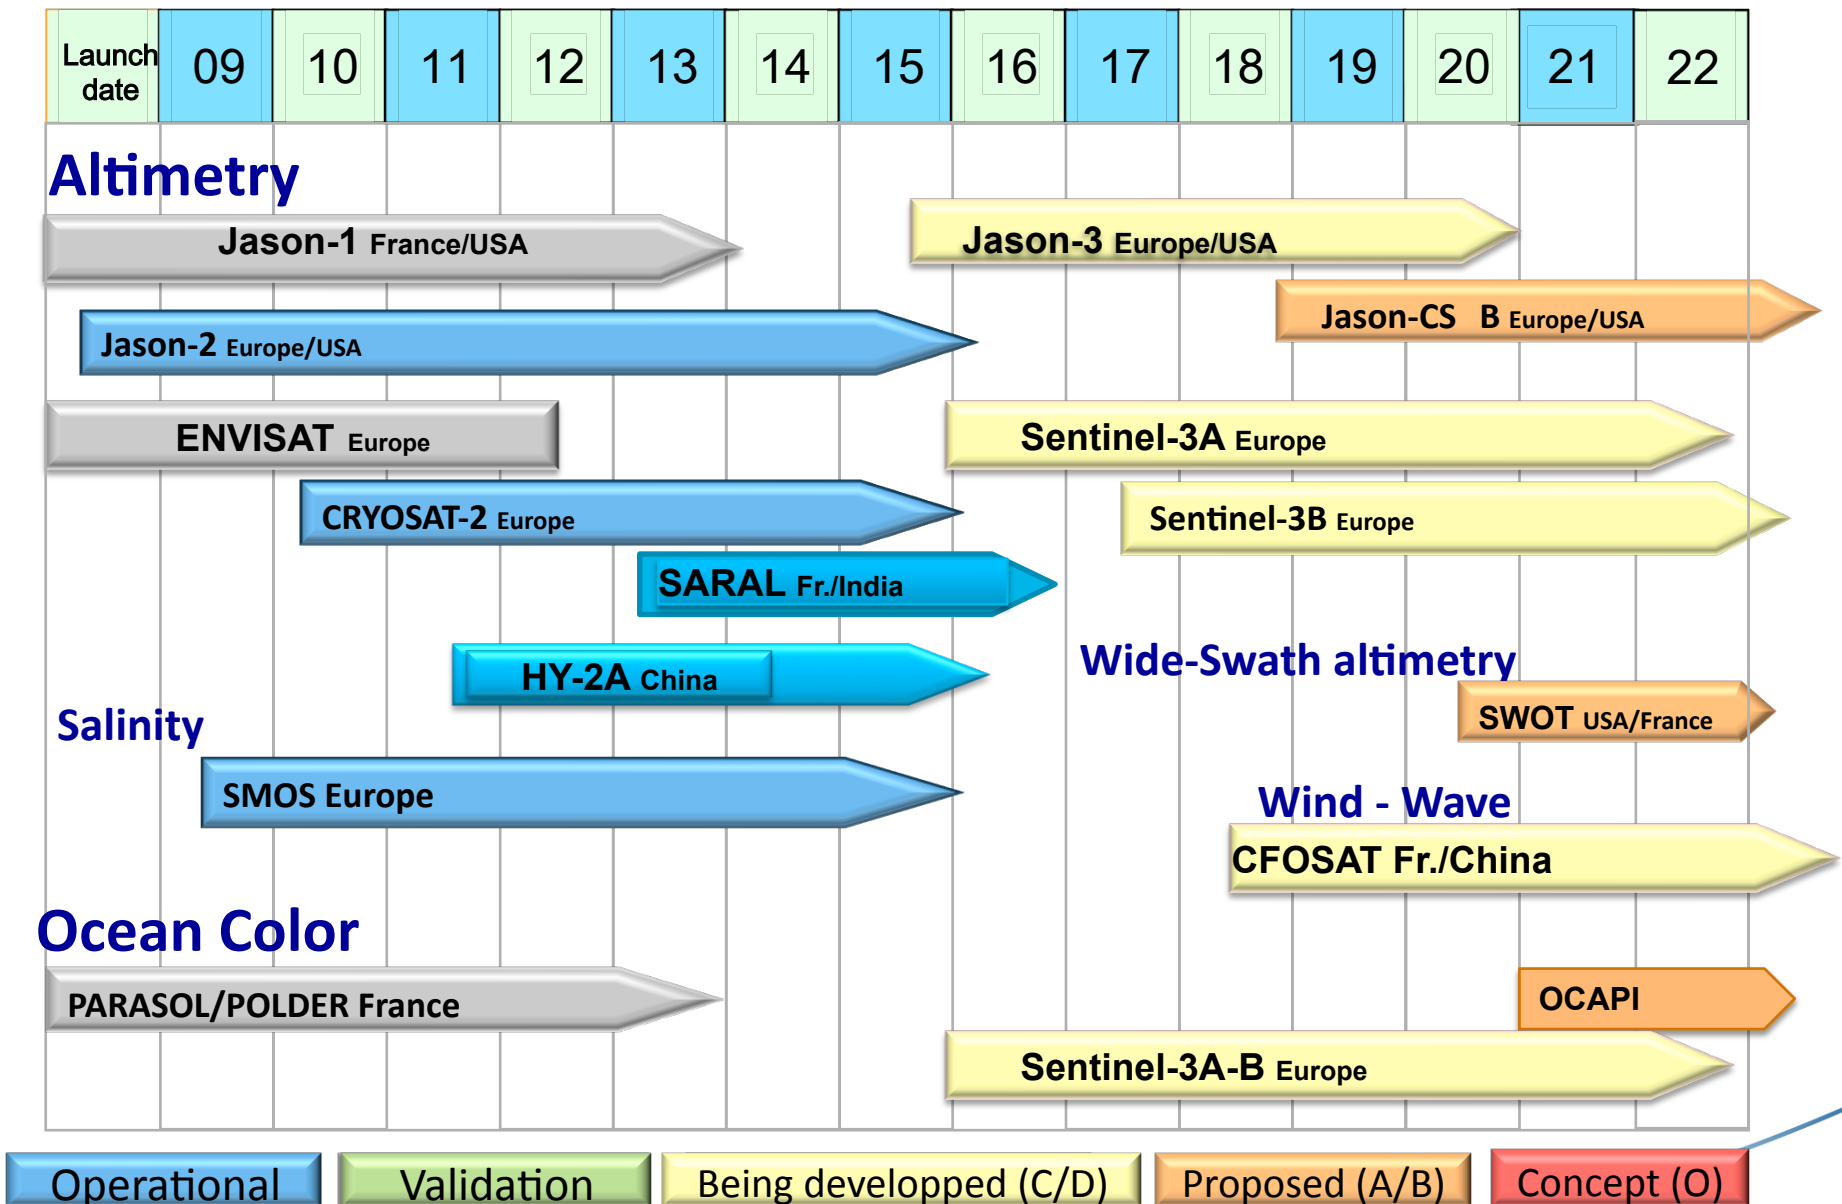 Launch date 09 10 11 12 13 14 15 16 17 18 19 20 21 22
Altimetry
Jason-1 France/USA
Jason-3 Europe/USA
Jason-CS B Europe/USA
Jason-2 Europe/USA
ENVISAT Europe
Sentinel-3A Europe
CRYOSAT-2 Europe
Sentinel-3B Europe
SARAL Fr./India
HY-2A China
Wide-Swath altimetry
SWOT USA/France
Salinity
SMOS Europe
Wind - Wave
CFOSAT Fr./China
Ocean Color
PARASOL/POLDER France
OCAPI
Sentinel-3A-B Europe
Operational
Validation
Being developped (C/D)
Proposed (A/B)
Concept (O)